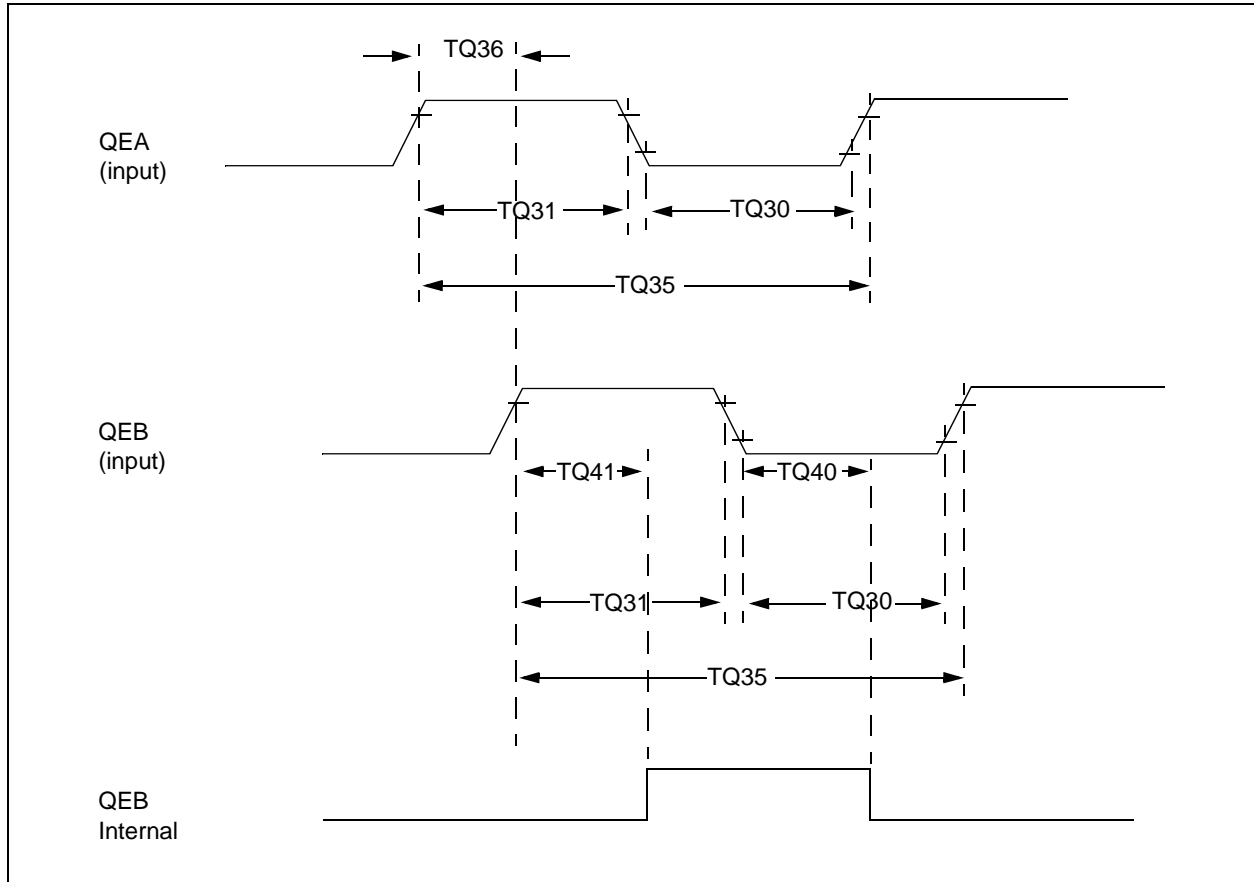 TQ36
QEA
(input)
TQ31
TQ30
TQ35
QEB
(input)
TQ41
TQ40
TQ31
TQ30
TQ35
QEB
Internal